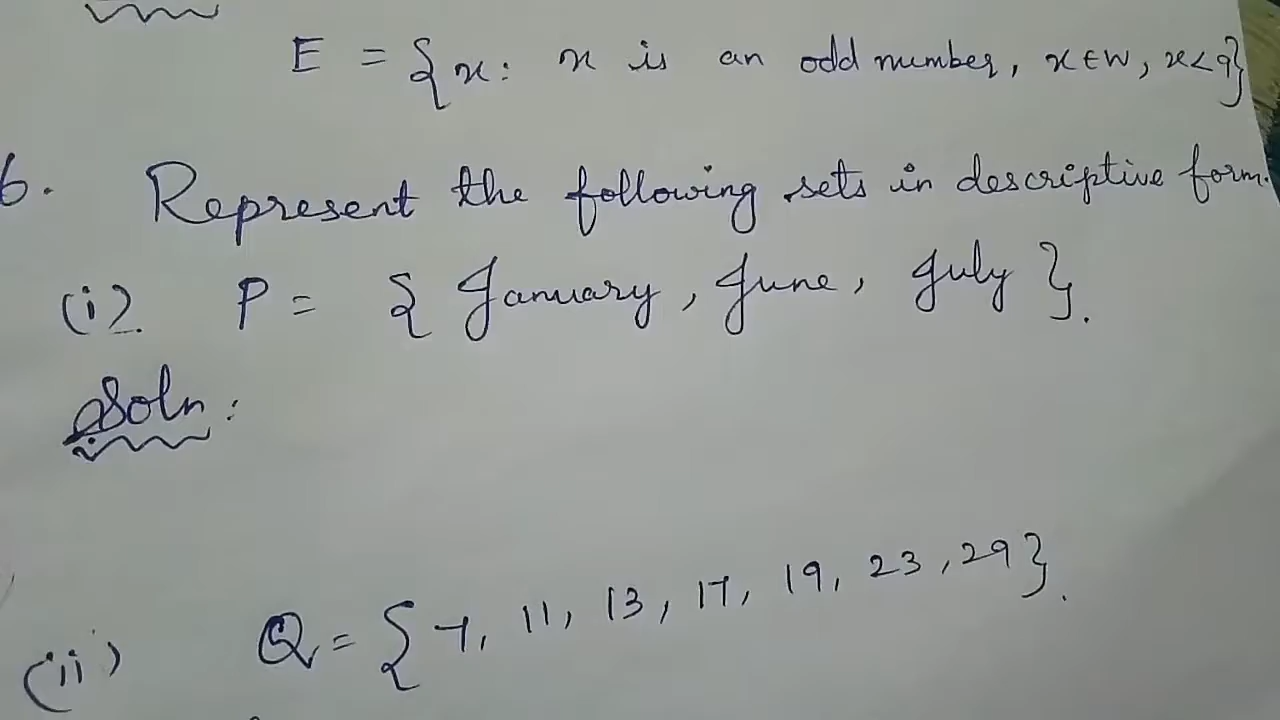 E = {x: x is an odd number, x∈W, x<9}
6. Represent the following sets in descriptive form.
(i). P = { January, June, July }.
Soln:
(ii) Q = { 7, 11, 13, 17, 19, 23, 29 }.